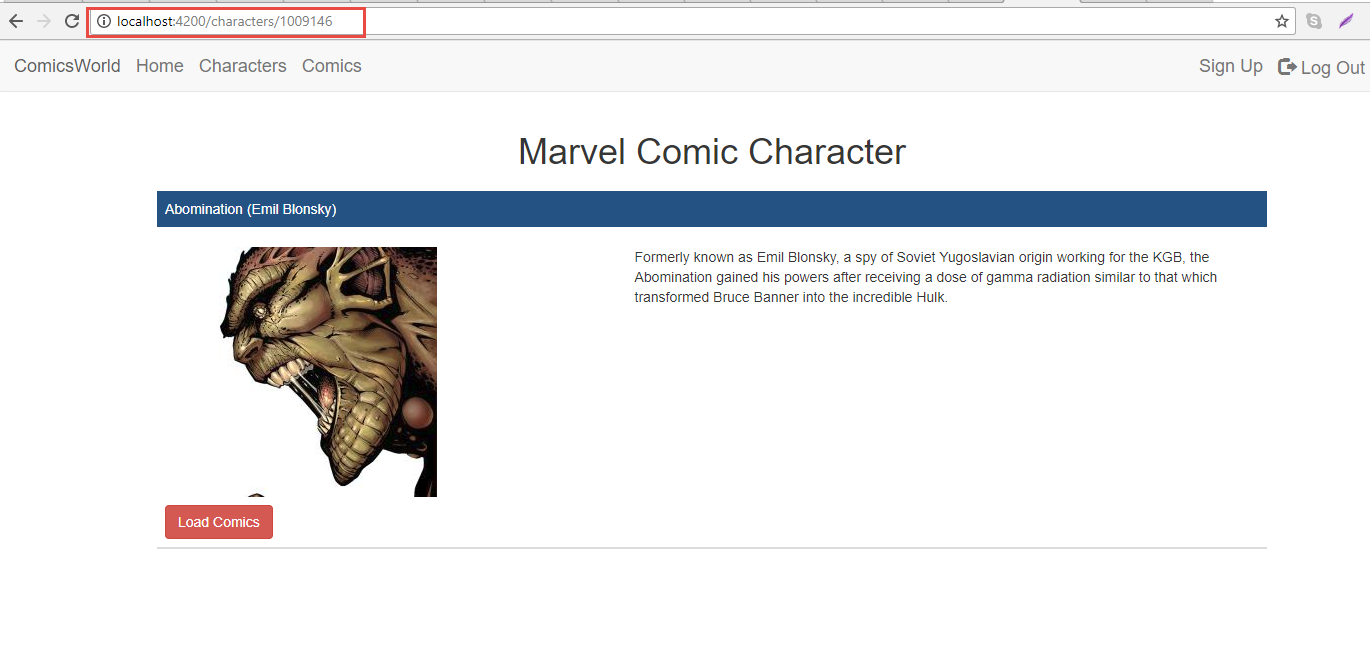 localhost:4200/characters/1009146
ComicsWorld Home Characters Comics Sign Up Log Out
Marvel Comic Character
Abomination (Emil Blonsky)
Formerly known as Emil Blonsky, a spy of Soviet Yugoslavian origin working for the KGB, the
Abomination gained his powers after receiving a dose of gamma radiation similar to that which
transformed Bruce Banner into the incredible Hulk.
Load Comics